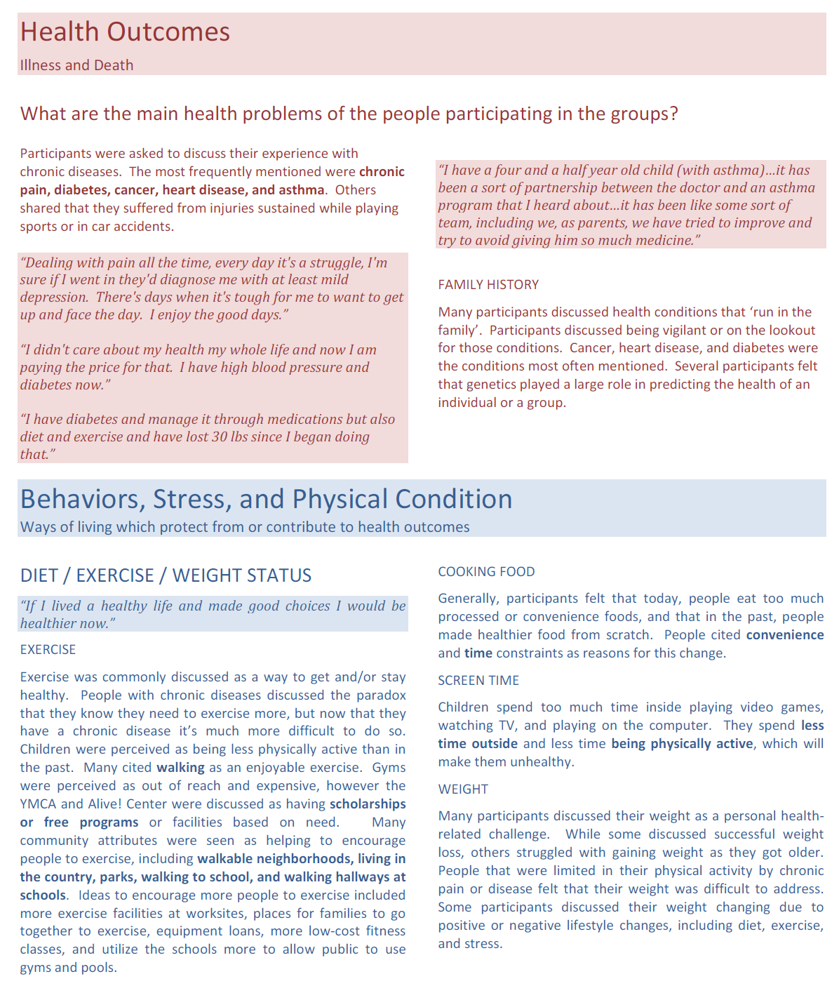 Health Outcomes
Illness and Death
What are the main health problems of the people participating in the groups?
Participants were asked to discuss their experience with
chronic diseases.  The most frequently mentioned were chronic
pain, diabetes, cancer, heart disease, and asthma.  Others
shared that they suffered from injuries sustained while playing
sports or in car accidents.
“Dealing with pain all the time, every day it's a struggle, I'm
sure if I went in they'd diagnose me with at least mild
depression.  There's days when it's tough for me to want to get
up and face the day.  I enjoy the good days.”
“I didn't care about my health my whole life and now I am
paying the price for that.  I have high blood pressure and
diabetes now.”
“I have diabetes and manage it through medications but also
diet and exercise and have lost 30 lbs since I began doing
that.”
“I have a four and a half year old child (with asthma)…it has
been a sort of partnership between the doctor and an asthma
program that I heard about…it has been like some sort of
team, including we, as parents, we have tried to improve and
try to avoid giving him so much medicine.”
FAMILY HISTORY
Many participants discussed health conditions that ‘run in the
family’.  Participants discussed being vigilant or on the lookout
for those conditions.  Cancer, heart disease, and diabetes were
the conditions most often mentioned.  Several participants felt
that genetics played a large role in predicting the health of an
individual or a group.
Behaviors, Stress, and Physical Condition
Ways of living which protect from or contribute to health outcomes
DIET / EXERCISE / WEIGHT STATUS
“If I lived a healthy life and made good choices I would be
healthier now.”
EXERCISE
Exercise was commonly discussed as a way to get and/or stay
healthy.  People with chronic diseases discussed the paradox
that they know they need to exercise more, but now that they
have a chronic disease it’s much more difficult to do so.
Children were perceived as being less physically active than in
the past.  Many cited walking as an enjoyable exercise.  Gyms
were perceived as out of reach and expensive, however the
YMCA and Alive! Center were discussed as having scholarships
or free programs or facilities based on need.  Many
community attributes were seen as helping to encourage
people to exercise, including walkable neighborhoods, living in
the country, parks, walking to school, and walking hallways at
schools.  Ideas to encourage more people to exercise included
more exercise facilities at worksites, places for families to go
together to exercise, equipment loans, more low-cost fitness
classes, and utilize the schools more to allow public to use
gyms and pools.
COOKING FOOD
Generally, participants felt that today, people eat too much
processed or convenience foods, and that in the past, people
made healthier food from scratch.  People cited convenience
and time constraints as reasons for this change.
SCREEN TIME
Children spend too much time inside playing video games,
watching TV, and playing on the computer.  They spend less
time outside and less time being physically active, which will
make them unhealthy.
WEIGHT
Many participants discussed their weight as a personal health-
related challenge.  While some discussed successful weight
loss, others struggled with gaining weight as they got older.
People that were limited in their physical activity by chronic
pain or disease felt that their weight was difficult to address.
Some participants discussed their weight changing due to
positive or negative lifestyle changes, including diet, exercise,
and stress.